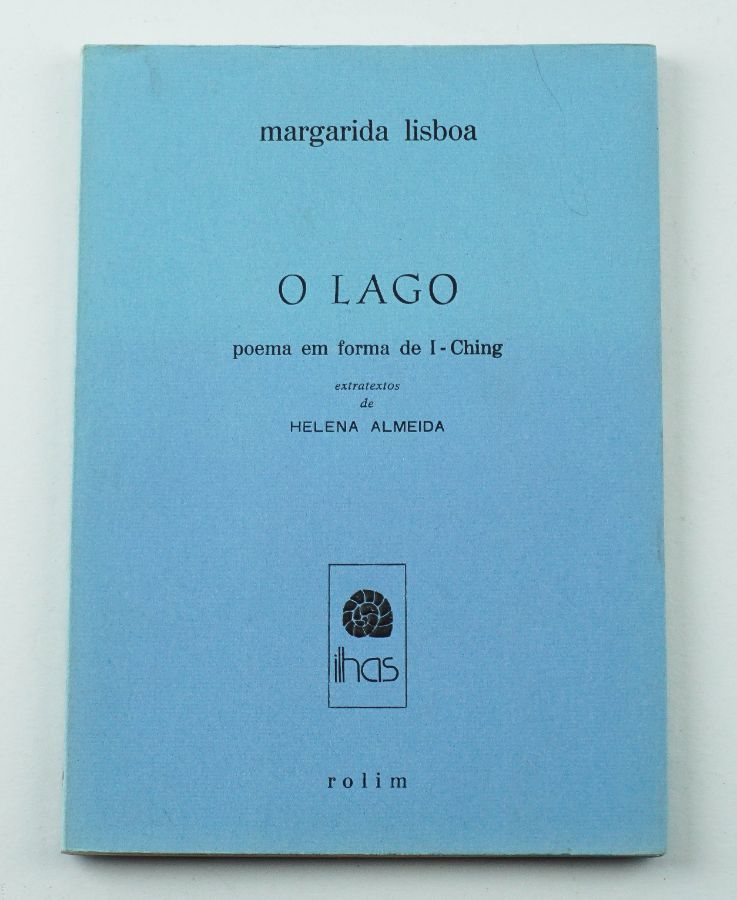 margarida lisboa
O LAGO
poema em forma de I - Ching
extratextos
de
HELENA ALMEIDA
ilhas
rolim